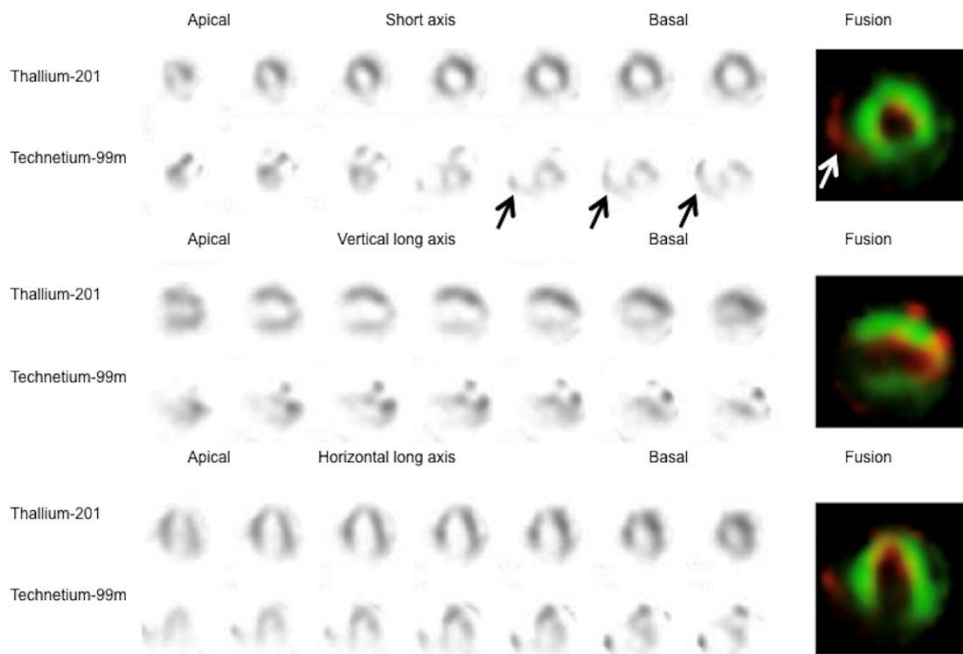 Apical Short axis Basal Fusion
Thallium-201
Technetium-99m
Apical Vertical long axis Basal Fusion
Thallium-201
Technetium-99m
Apical Horizontal long axis Basal Fusion
Thallium-201
Technetium-99m